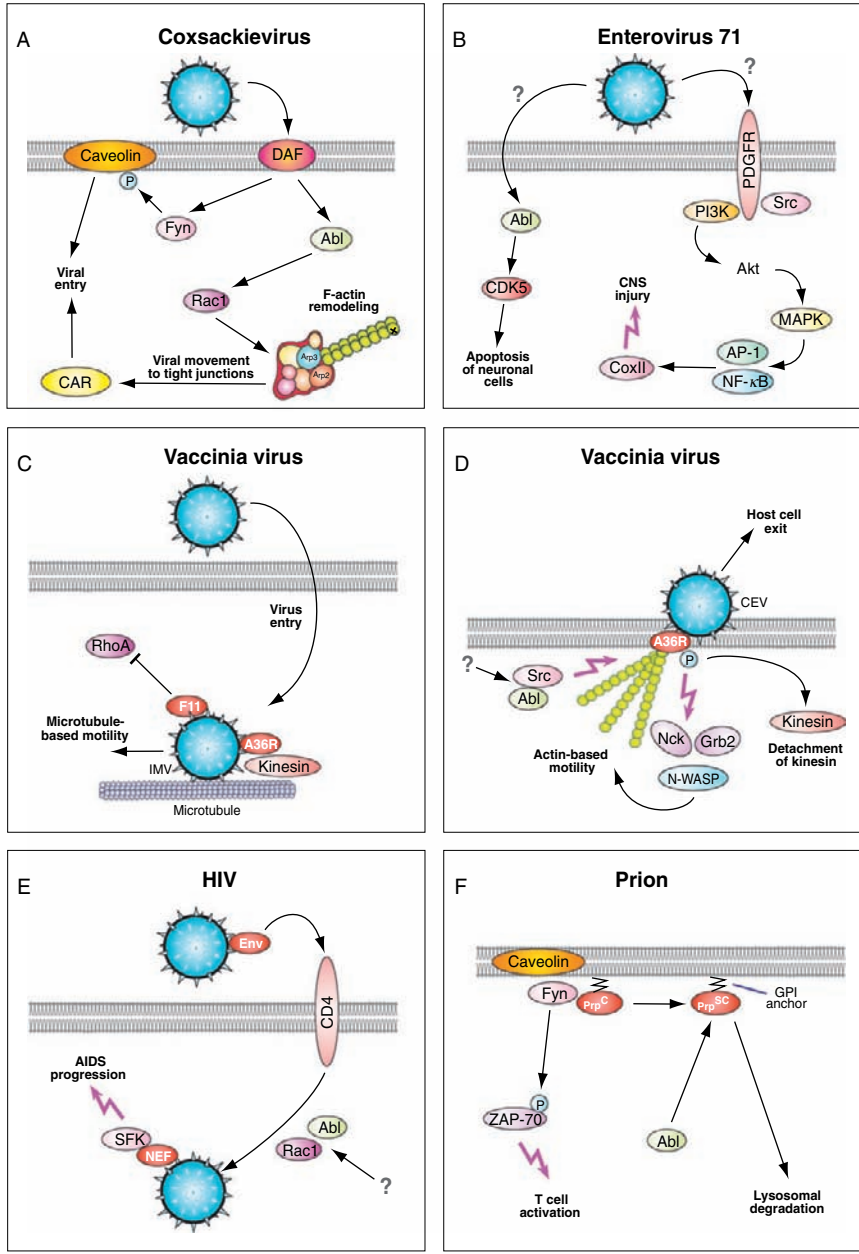 A
Coxsackievirus
Caveolin
DAF
P
Fyn
Abl
Viral
entry
Rac1
F-actin
remodeling
x
Arp3
Arp2
Viral movement
to tight junctions
CAR
B
Enterovirus 71
?
?
PDGFR
PI3K
Src
Abl
Akt
CDK5
CNS
injury
MAPK
Apoptosis
of neuronal
cells
CoxII
AP-1
NF-κB
C
Vaccinia virus
Virus
entry
RhoA
F11
Microtubule-
based motility
A36R
IMV
Kinesin
Microtubule
D
Vaccinia virus
Host cell
exit
CEV
A36R
P
?
Src
Abl
Nck
Grb2
Kinesin
Detachment
of kinesin
Actin-based
motility
N-WASP
E
HIV
Env
CD4
AIDS
progression
SFK
NEF
Abl
Rac1
?
F
Prion
Caveolin
Fyn
PrpC
PrpSC
GPI
anchor
P
ZAP-70
Abl
T cell
activation
Lysosomal
degradation